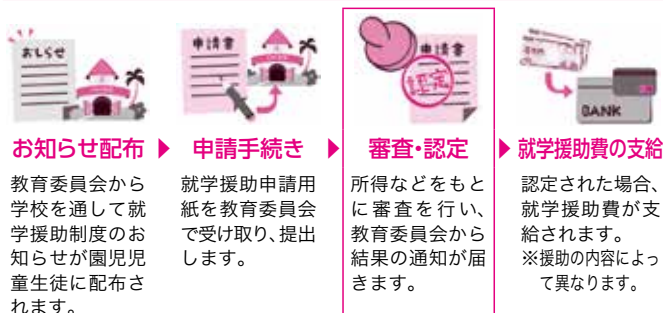 おしらせ
申請書
申請書
認定
BANK
お知らせ配布 ▶ 申請手続き ▶ 審査・認定 ▶ 就学援助費の支給
教育委員会から
学校を通して就
学援助制度のお
知らせが園児児
童生徒に配布さ
れます。
就学援助申請用
紙を教育委員会
で受け取り、提出
します。
所得などをもと
に審査を行い、
教育委員会から
結果の通知が届
きます。
認定された場合、
就学援助費が支
給されます。
※援助の内容によっ
て異なります。